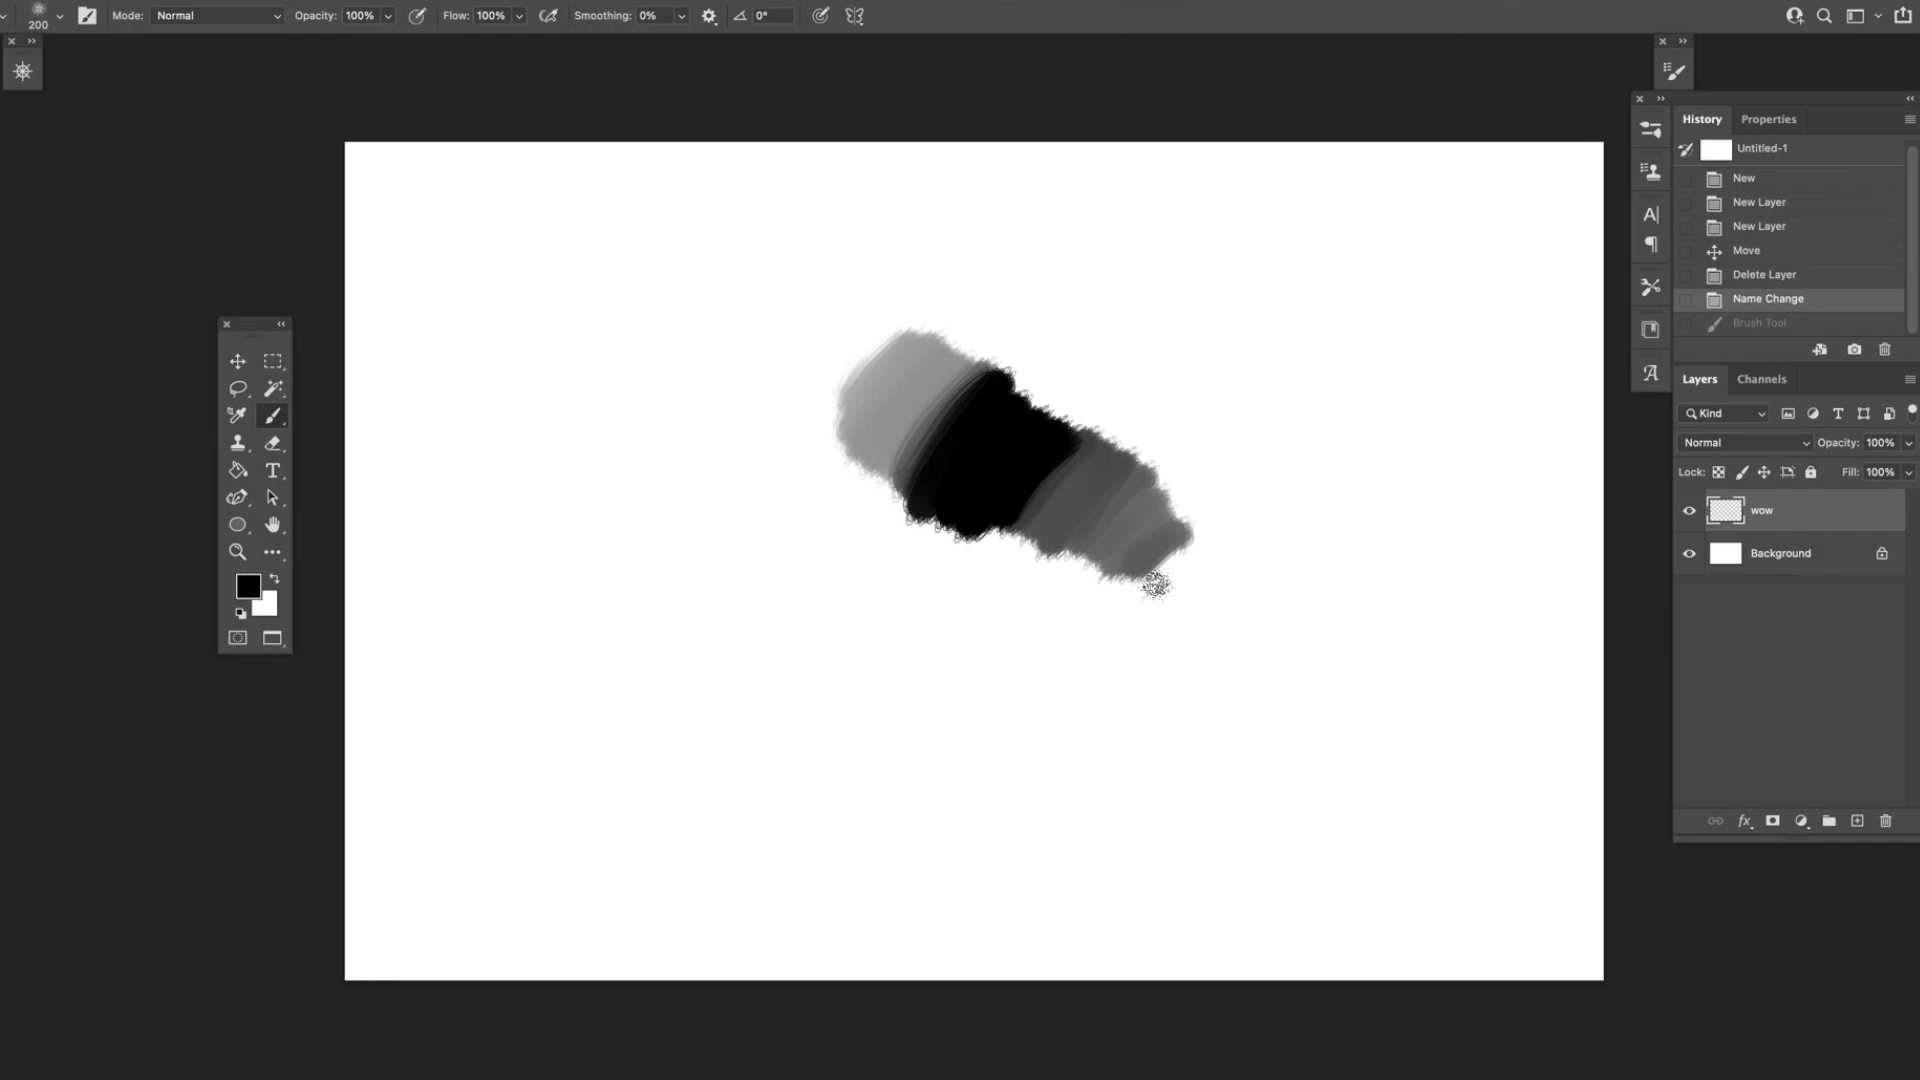 200
Mode: Normal
Opacity: 100%
Flow: 100%
Smoothing: 0%
0°
History
Properties
Untitled-1
New
New Layer
New Layer
Move
Delete Layer
Name Change
Brush Tool
Layers
Channels
Kind
Normal
Opacity: 100%
Lock:
Fill: 100%
wow
Background